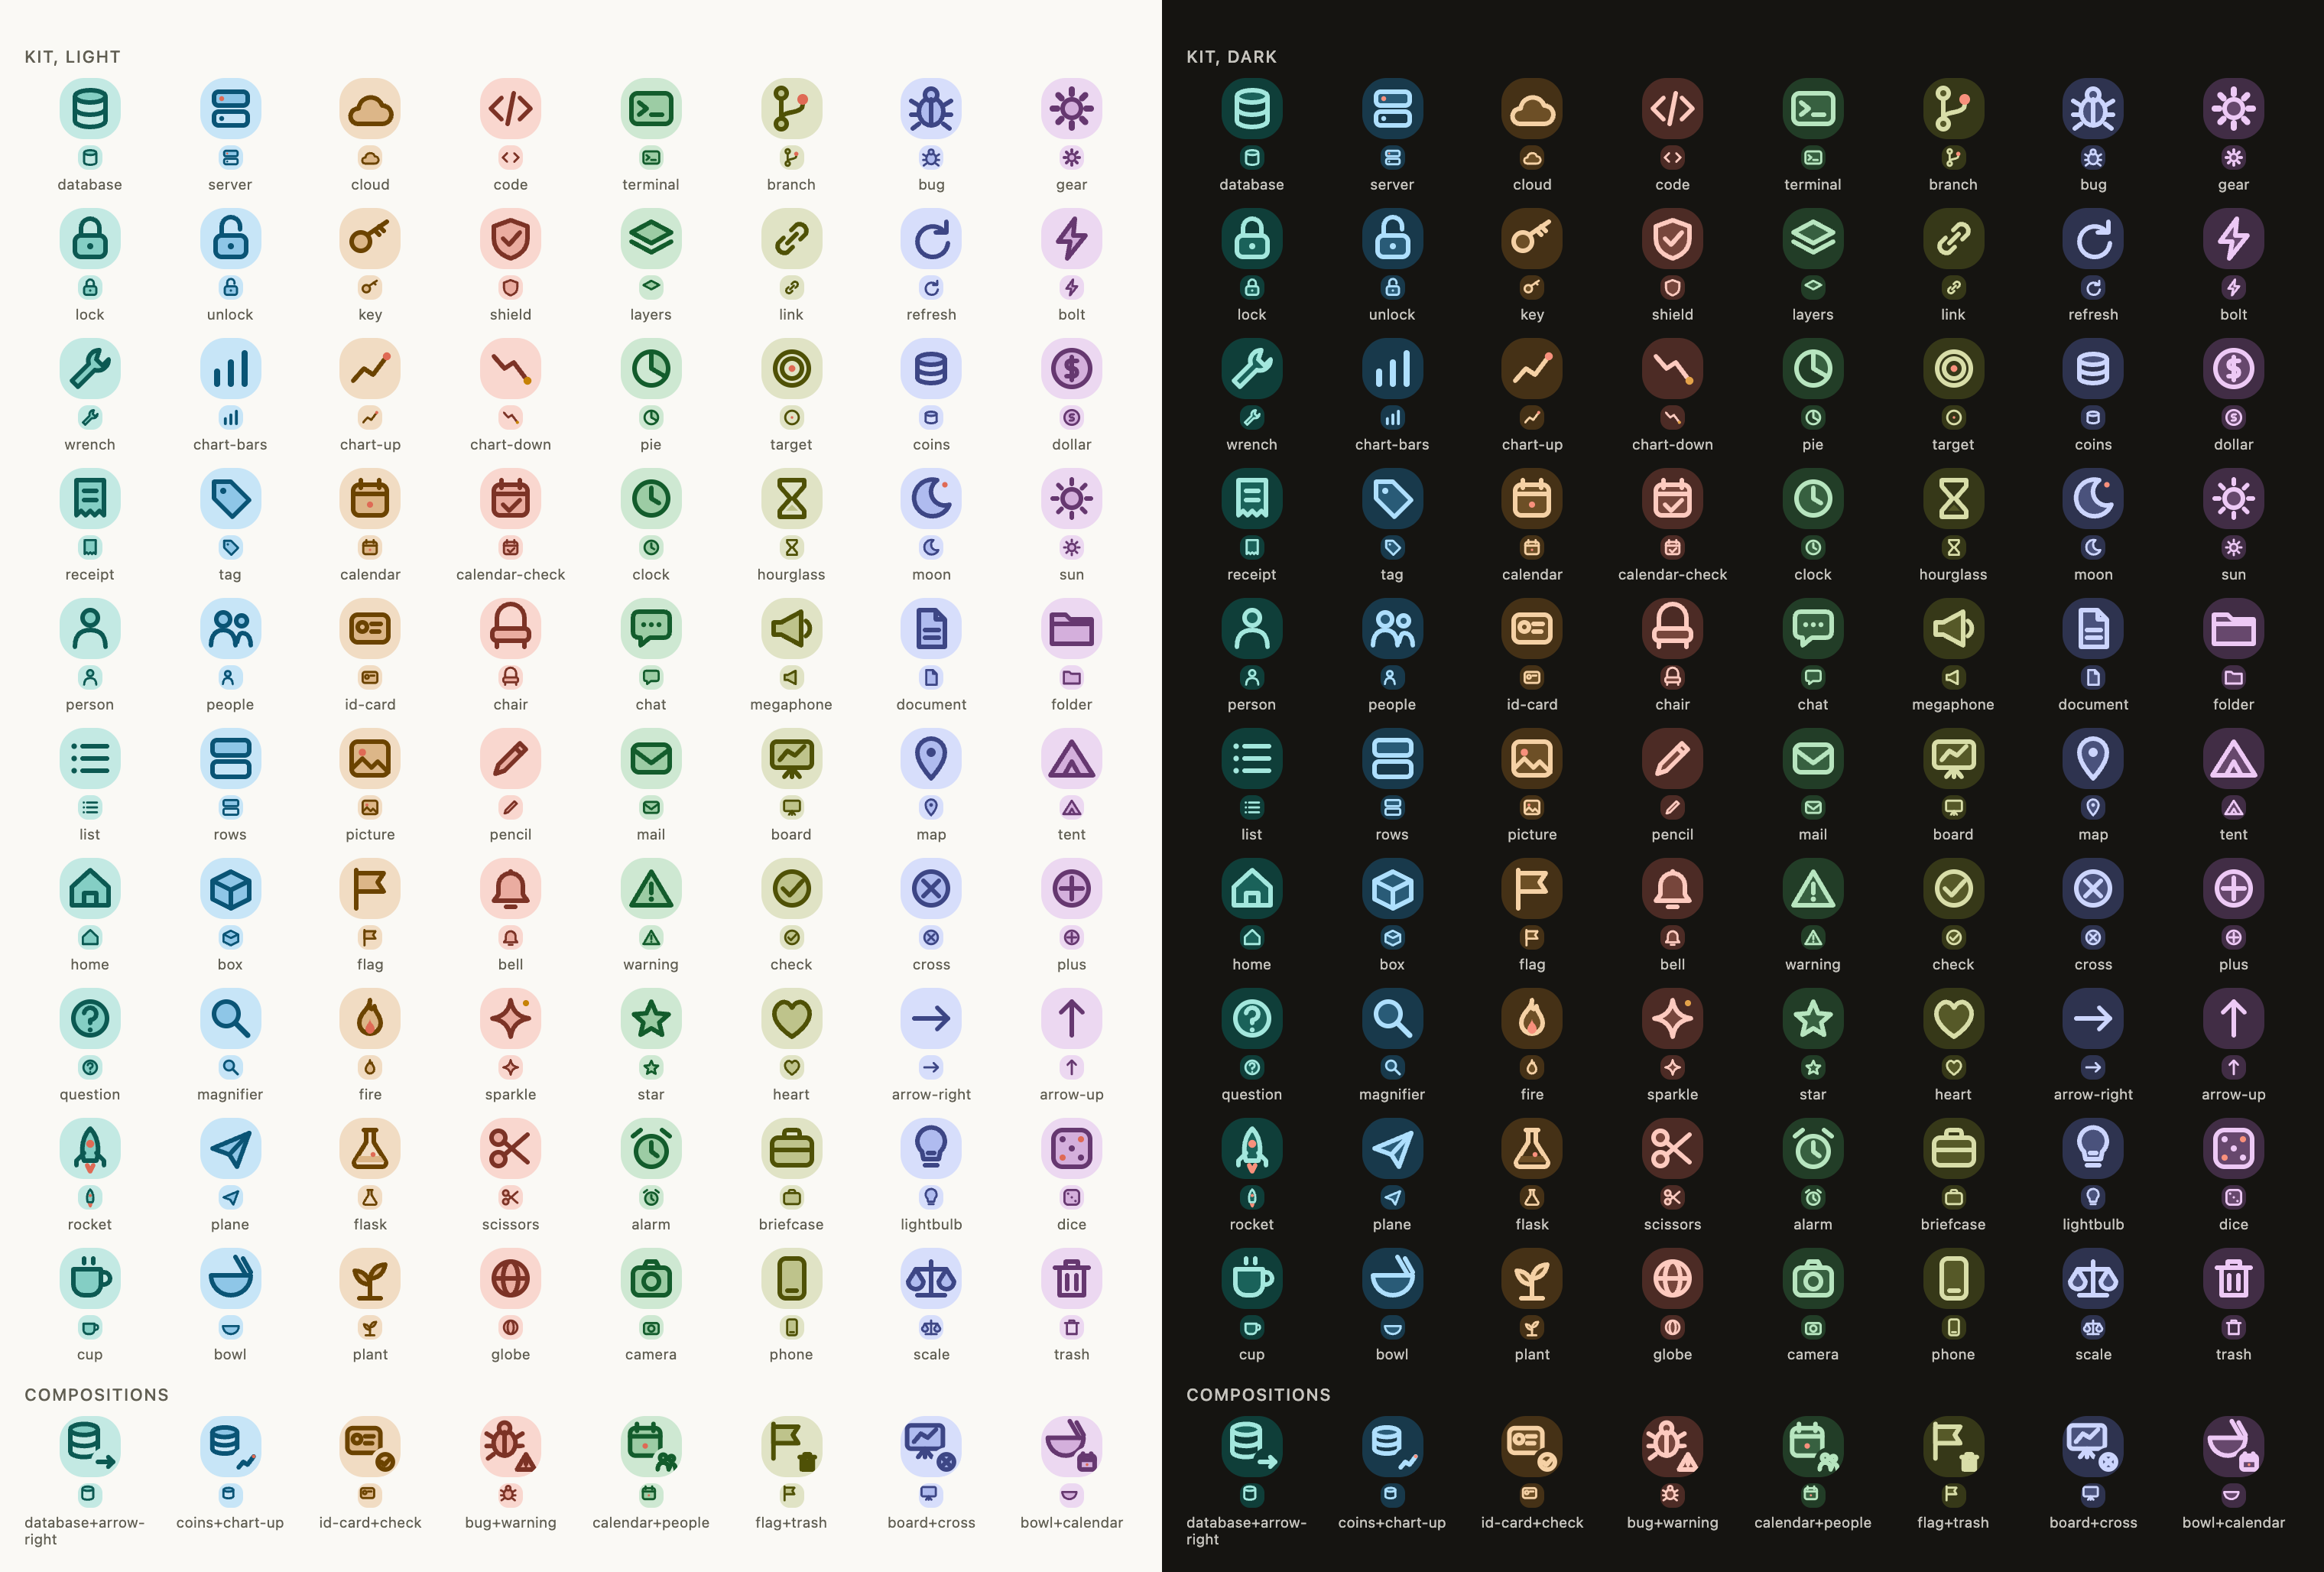 KIT, LIGHT
database server cloud code terminal branch bug gear
lock unlock key shield layers link refresh bolt
wrench chart-bars chart-up chart-down pie target coins dollar
receipt tag calendar calendar-check clock hourglass moon sun
person people id-card chair chat megaphone document folder
list rows picture pencil mail board map tent
home box flag bell warning check cross plus
question magnifier fire sparkle star heart arrow-right arrow-up
rocket plane flask scissors alarm briefcase lightbulb dice
cup bowl plant globe camera phone scale trash
COMPOSITIONS
database+arrow-right coins+chart-up id-card+check bug+warning calendar+people flag+trash board+cross bowl+calendar
KIT, DARK
database server cloud code terminal branch bug gear
lock unlock key shield layers link refresh bolt
wrench chart-bars chart-up chart-down pie target coins dollar
receipt tag calendar calendar-check clock hourglass moon sun
person people id-card chair chat megaphone document folder
list rows picture pencil mail board map tent
home box flag bell warning check cross plus
question magnifier fire sparkle star heart arrow-right arrow-up
rocket plane flask scissors alarm briefcase lightbulb dice
cup bowl plant globe camera phone scale trash
COMPOSITIONS
database+arrow-right coins+chart-up id-card+check bug+warning calendar+people flag+trash board+cross bowl+calendar